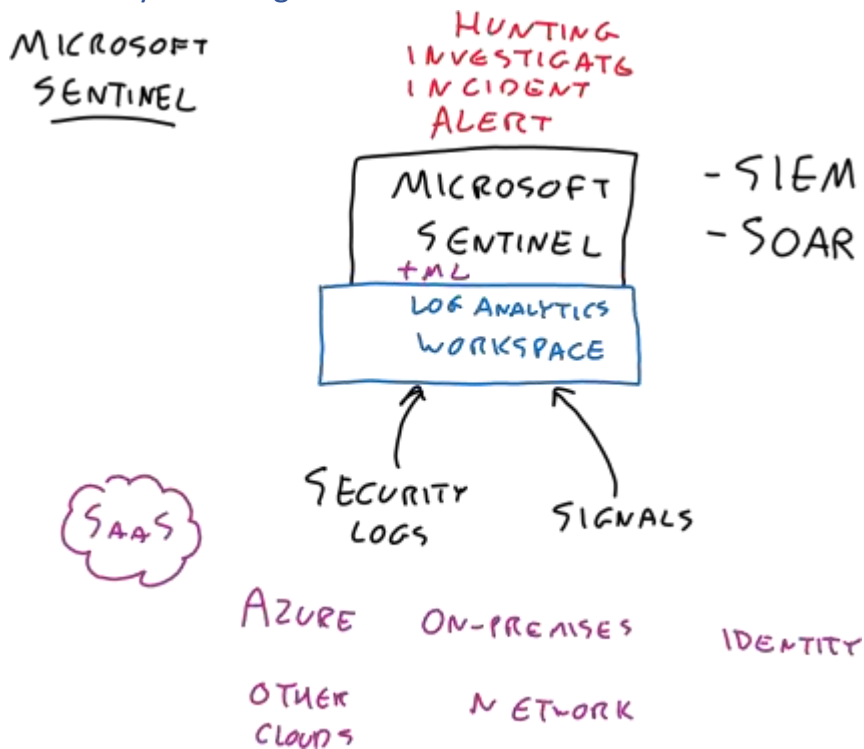 MICROSOFT
SENTINEL
HUNTING
INVESTIGATE
INCIDENT
ALERT
MICROSOFT
SENTINEL
+ML
LOG ANALYTICS
WORKSPACE
- SIEM
- SOAR
SECURITY
LOGS
SIGNALS
SAAS
AZURE
ON-PREMISES
IDENTITY
OTHER
CLOUDS
NETWORK